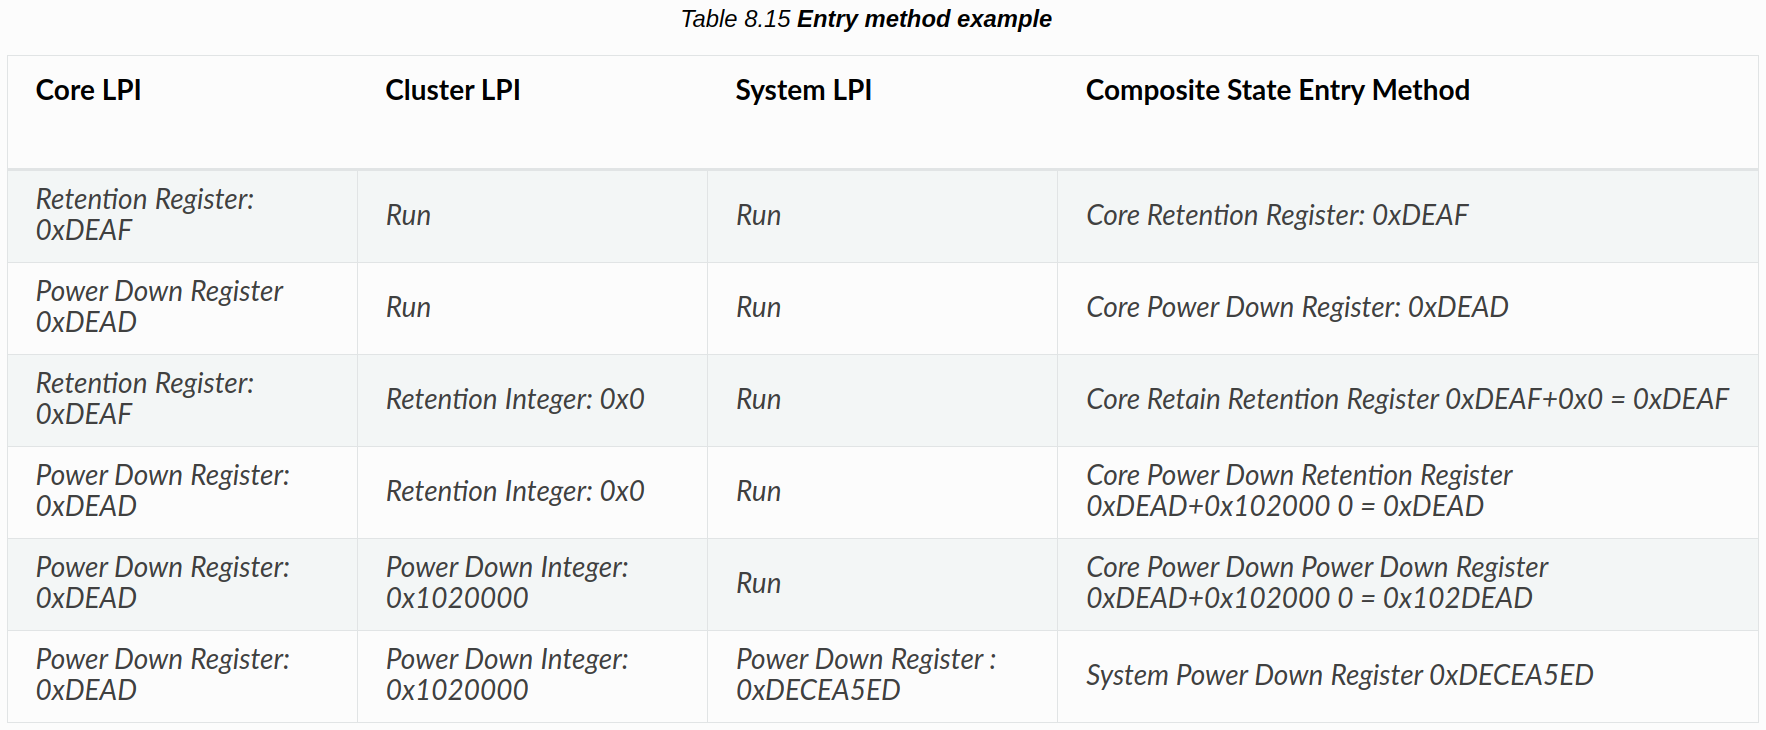 Table 8.15 Entry method example
Core LPI Cluster LPI System LPI Composite State Entry Method
Retention Register:
0xDEAF
Run
Run
Core Retention Register: 0xDEAF
Power Down Register
0xDEAD
Run
Run
Core Power Down Register: 0xDEAD
Retention Register:
0xDEAF
Retention Integer: 0x0
Run
Core Retain Retention Register 0xDEAF+0x0 = 0xDEAF
Power Down Register:
0xDEAD
Retention Integer: 0x0
Run
Core Power Down Retention Register
0xDEAD+0x102000 0 = 0xDEAD
Power Down Register:
0xDEAD
Power Down Integer:
0x1020000
Run
Core Power Down Power Down Register
0xDEAD+0x102000 0 = 0x102DEAD
Power Down Register:
0xDEAD
Power Down Integer:
0x1020000
Power Down Register :
0xDECEA5ED
System Power Down Register 0xDECEA5ED